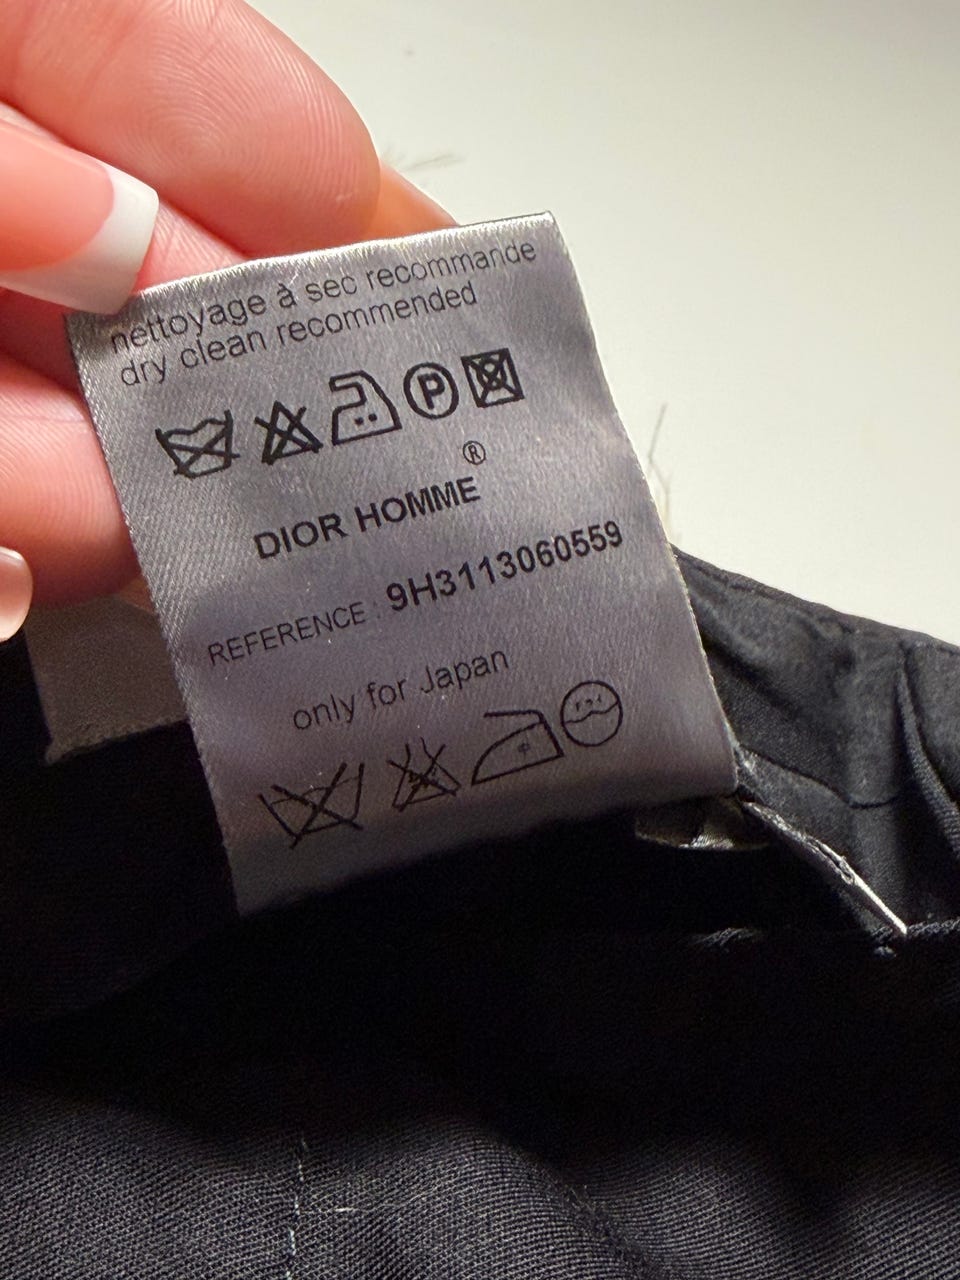 nettoyage à sec recommande
dry clean recommended
P
®
DIOR HOMME
REFERENCE : 9H3113060559
only for Japan